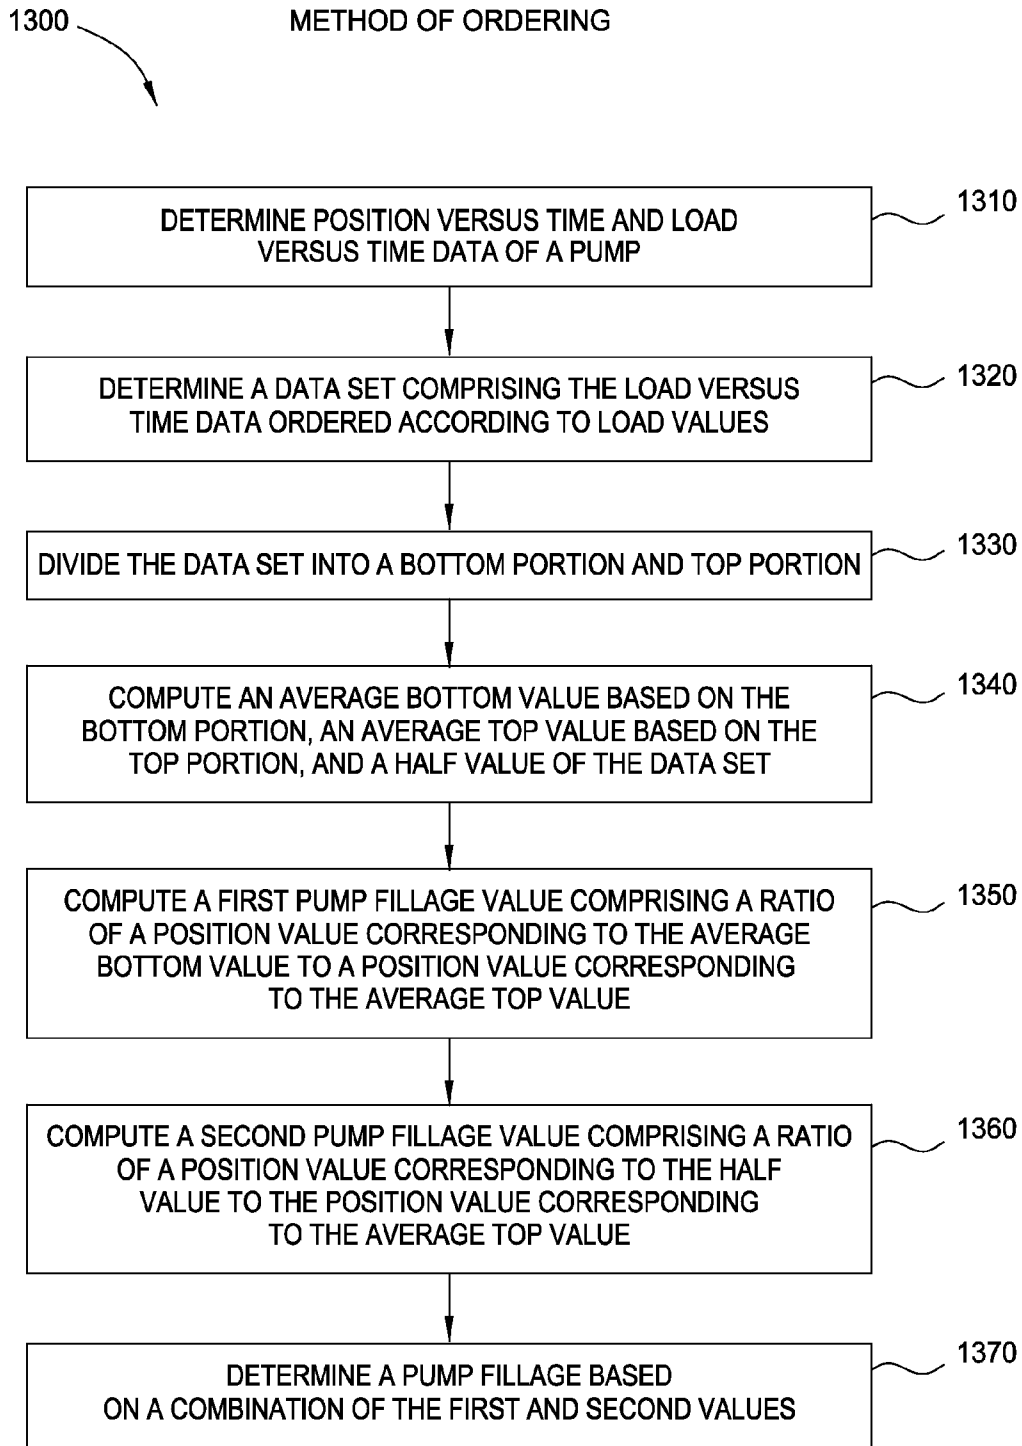 1300
METHOD OF ORDERING
DETERMINE POSITION VERSUS TIME AND LOAD
VERSUS TIME DATA OF A PUMP
1310
DETERMINE A DATA SET COMPRISING THE LOAD VERSUS
TIME DATA ORDERED ACCORDING TO LOAD VALUES
1320
DIVIDE THE DATA SET INTO A BOTTOM PORTION AND TOP PORTION
1330
COMPUTE AN AVERAGE BOTTOM VALUE BASED ON THE
BOTTOM PORTION, AN AVERAGE TOP VALUE BASED ON THE
TOP PORTION, AND A HALF VALUE OF THE DATA SET
1340
COMPUTE A FIRST PUMP FILLAGE VALUE COMPRISING A RATIO
OF A POSITION VALUE CORRESPONDING TO THE AVERAGE
BOTTOM VALUE TO A POSITION VALUE CORRESPONDING
TO THE AVERAGE TOP VALUE
1350
COMPUTE A SECOND PUMP FILLAGE VALUE COMPRISING A RATIO
OF A POSITION VALUE CORRESPONDING TO THE HALF
VALUE TO THE POSITION VALUE CORRESPONDING
TO THE AVERAGE TOP VALUE
1360
DETERMINE A PUMP FILLAGE BASED
ON A COMBINATION OF THE FIRST AND SECOND VALUES
1370